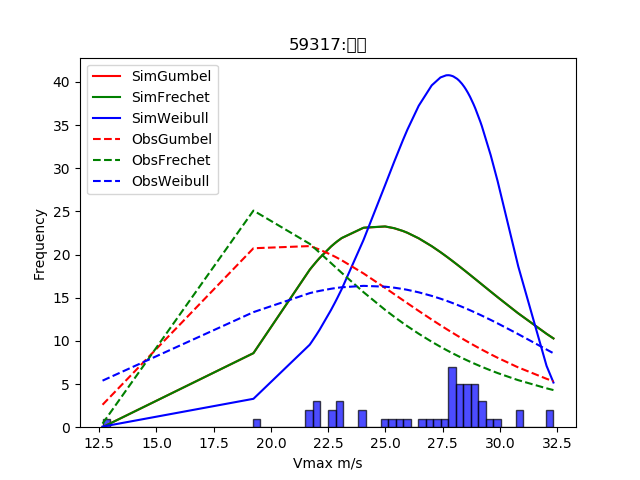 59317:
SimGumbel
SimFrechet
SimWeibull
ObsGumbel
ObsFrechet
ObsWeibull
Frequency
40
35
30
25
20
15
10
5
0
12.5 15.0 17.5 20.0 22.5 25.0 27.5 30.0 32.5
Vmax m/s